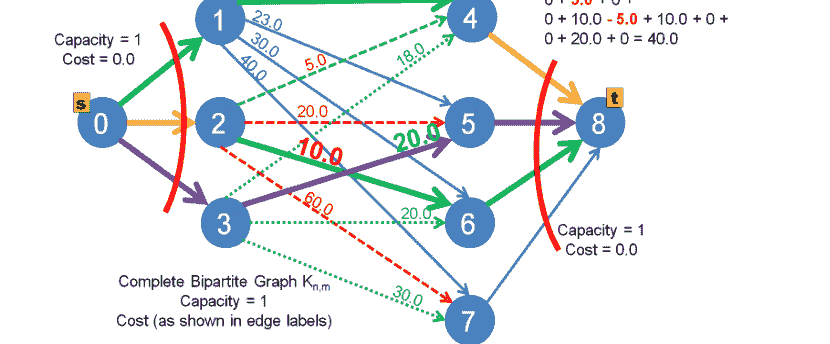 0 + 10.0 - 5.0 + 10.0 + 0 +
0 + 20.0 + 0 = 40.0
Capacity = 1
Cost = 0.0
s
0
1
2
3
4
5
6
7
t
8
23.0
30.0
40.0
5.0
18.0
20.0
20.0
10.0
60.0
20.0
30.0
Capacity = 1
Cost = 0.0
Complete Bipartite Graph Kn,m
Capacity = 1
Cost (as shown in edge labels)